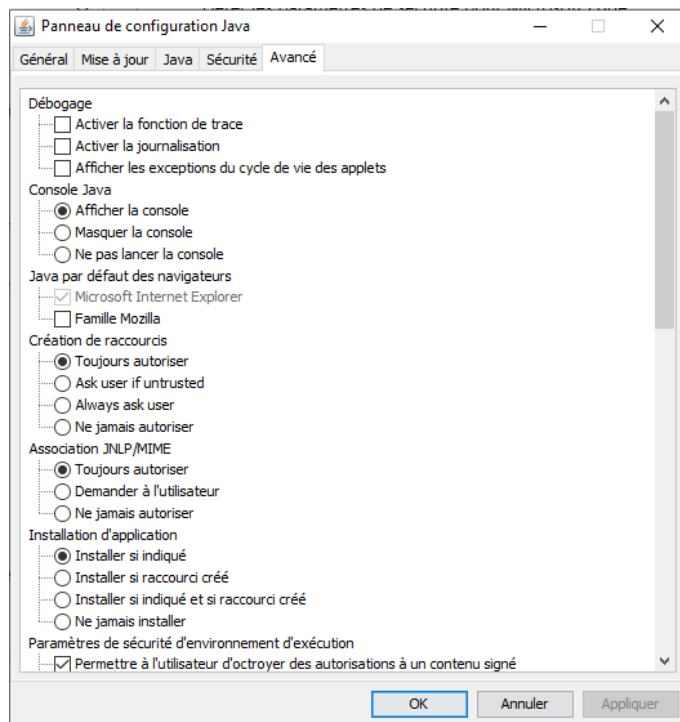 Panneau de configuration Java
Général Mise à jour Java Sécurité Avancé
Débogage
Activer la fonction de trace
Activer la journalisation
Afficher les exceptions du cycle de vie des applets
Console Java
Afficher la console
Masquer la console
Ne pas lancer la console
Java par défaut des navigateurs
Microsoft Internet Explorer
Famille Mozilla
Création de raccourcis
Toujours autoriser
Ask user if untrusted
Always ask user
Ne jamais autoriser
Association JNLP/MIME
Toujours autoriser
Demander à l'utilisateur
Ne jamais autoriser
Installation d'application
Installer si indiqué
Installer si raccourci créé
Installer si indiqué et si raccourci créé
Ne jamais installer
Paramètres de sécurité d'environnement d'exécution
Permettre à l'utilisateur d'octroyer des autorisations à un contenu signé
OK Annuler Appliquer